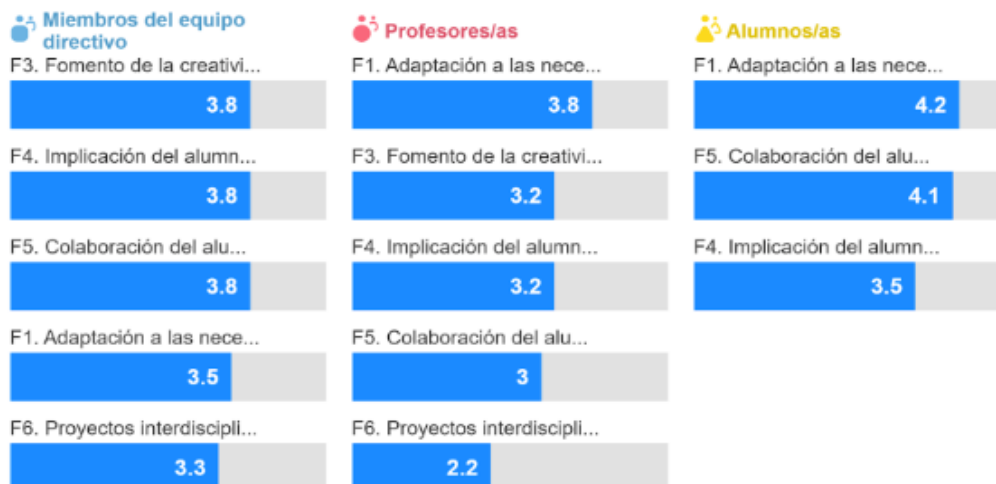 Miembros del equipo
directivo
F3. Fomento de la creativi...
3.8
F4. Implicación del alumn...
3.8
F5. Colaboración del alu...
3.8
F1. Adaptación a las nece...
3.5
F6. Proyectos interdiscipli...
3.3
Profesores/as
F1. Adaptación a las nece...
3.8
F3. Fomento de la creativi...
3.2
F4. Implicación del alumn...
3.2
F5. Colaboración del alu...
3
F6. Proyectos interdiscipli...
2.2
Alumnos/as
F1. Adaptación a las nece...
4.2
F5. Colaboración del alu...
4.1
F4. Implicación del alumn...
3.5